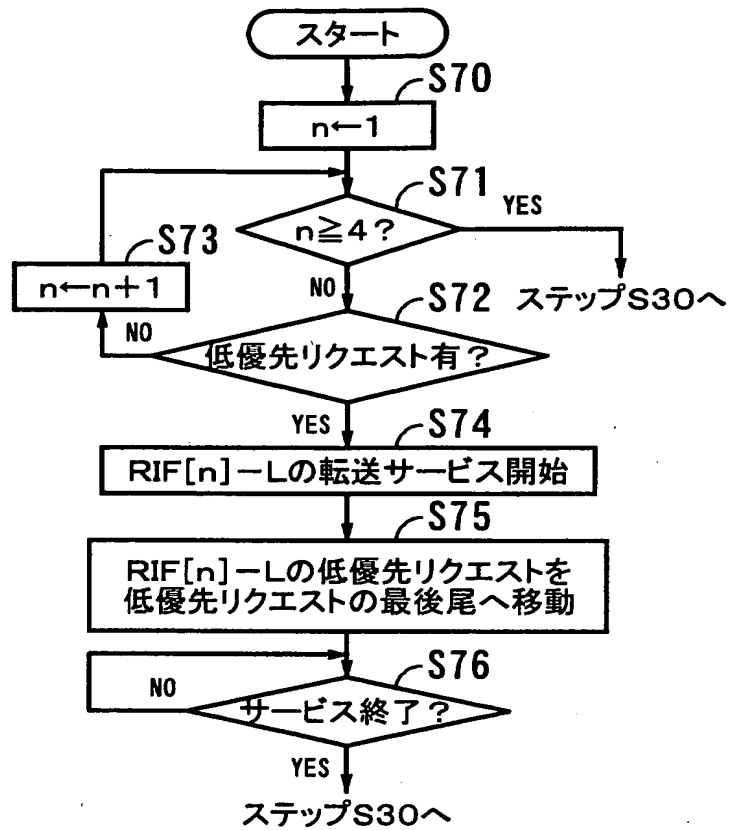 スタート
S70
n←1
S71
n≧4?
YES
ステップS30へ
S73
n←n+1
NO
S72
NO
低優先リクエスト有?
YES
S74
RIF[n]-Lの転送サービス開始
S75
RIF[n]-Lの低優先リクエストを
低優先リクエストの最後尾へ移動
S76
NO
サービス終了?
YES
ステップS30へ